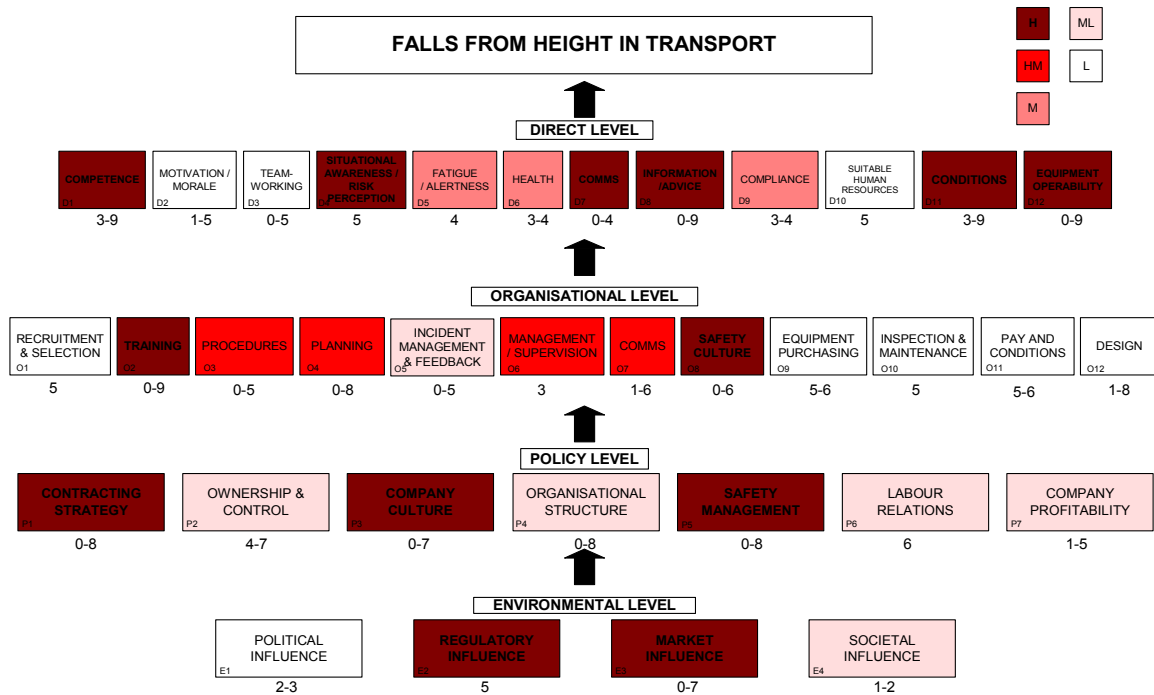 FALLS FROM HEIGHT IN TRANSPORT
H
ML
HM
L
M
DIRECT LEVEL
COMPETENCE
D1
3-9
MOTIVATION /
MORALE
D2
1-5
TEAM-
WORKING
D3
0-5
SITUATIONAL
AWARENESS /
RISK
PERCEPTION
D4
5
FATIGUE
/ ALERTNESS
D5
4
HEALTH
D6
3-4
COMMS
D7
0-4
INFORMATION
/ADVICE
D8
0-9
COMPLIANCE
D9
3-4
SUITABLE
HUMAN
RESOURCES
D10
5
CONDITIONS
D11
3-9
EQUIPMENT
OPERABILITY
D12
0-9
ORGANISATIONAL LEVEL
RECRUITMENT
& SELECTION
O1
5
TRAINING
O2
0-9
PROCEDURES
O3
0-5
PLANNING
O4
0-8
INCIDENT
MANAGEMENT
& FEEDBACK
O5
0-5
MANAGEMENT
/ SUPERVISION
O6
3
COMMS
O7
1-6
SAFETY
CULTURE
O8
0-6
EQUIPMENT
PURCHASING
O9
5-6
INSPECTION &
MAINTENANCE
O10
5
PAY AND
CONDITIONS
O11
5-6
DESIGN
O12
1-8
POLICY LEVEL
CONTRACTING
STRATEGY
P1
0-8
OWNERSHIP &
CONTROL
P2
4-7
COMPANY
CULTURE
P3
0-7
ORGANISATIONAL
STRUCTURE
P4
0-8
SAFETY
MANAGEMENT
P5
0-8
LABOUR
RELATIONS
P6
6
COMPANY
PROFITABILITY
P7
1-5
ENVIRONMENTAL LEVEL
POLITICAL
INFLUENCE
E1
2-3
REGULATORY
INFLUENCE
E2
5
MARKET
INFLUENCE
E3
0-7
SOCIETAL
INFLUENCE
E4
1-2